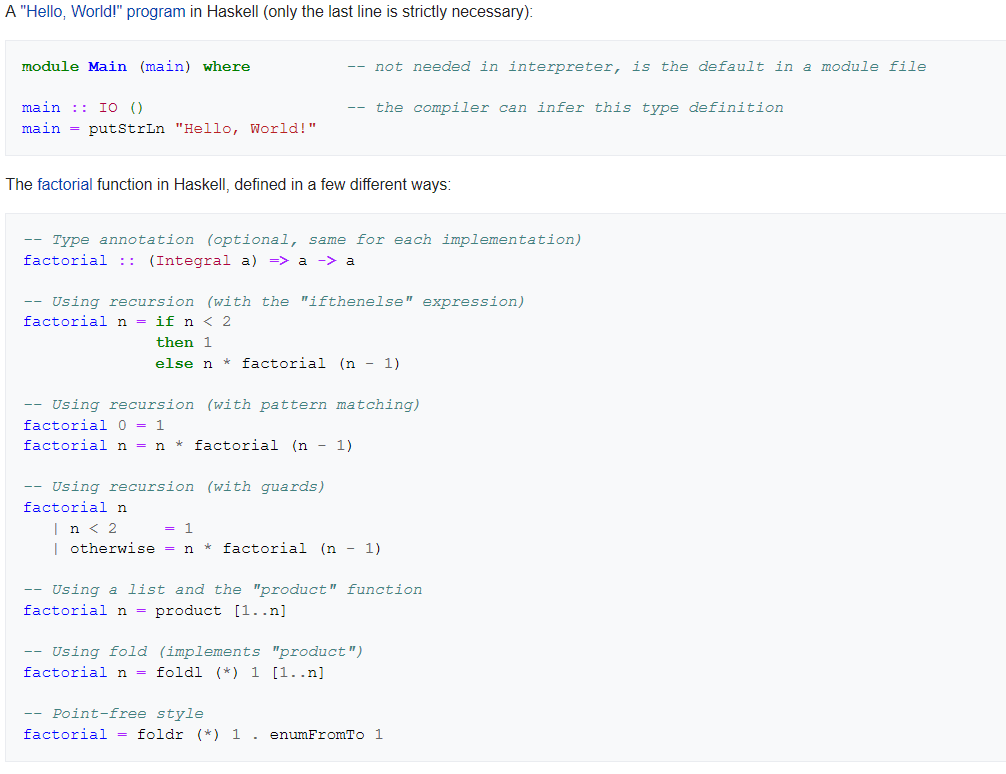 A "Hello, World!" program in Haskell (only the last line is strictly necessary):
module Main (main) where          -- not needed in interpreter, is the default in a module file
main :: IO ()                     -- the compiler can infer this type definition
main = putStrLn "Hello, World!"
The factorial function in Haskell, defined in a few different ways:
-- Type annotation (optional, same for each implementation)
factorial :: (Integral a) => a -> a
-- Using recursion (with the "ifthenelse" expression)
factorial n = if n < 2
              then 1
              else n * factorial (n - 1)
-- Using recursion (with pattern matching)
factorial 0 = 1
factorial n = n * factorial (n - 1)
-- Using recursion (with guards)
factorial n
   | n < 2     = 1
   | otherwise = n * factorial (n - 1)
-- Using a list and the "product" function
factorial n = product [1..n]
-- Using fold (implements "product")
factorial n = foldl (*) 1 [1..n]
-- Point-free style
factorial = foldr (*) 1 . enumFromTo 1